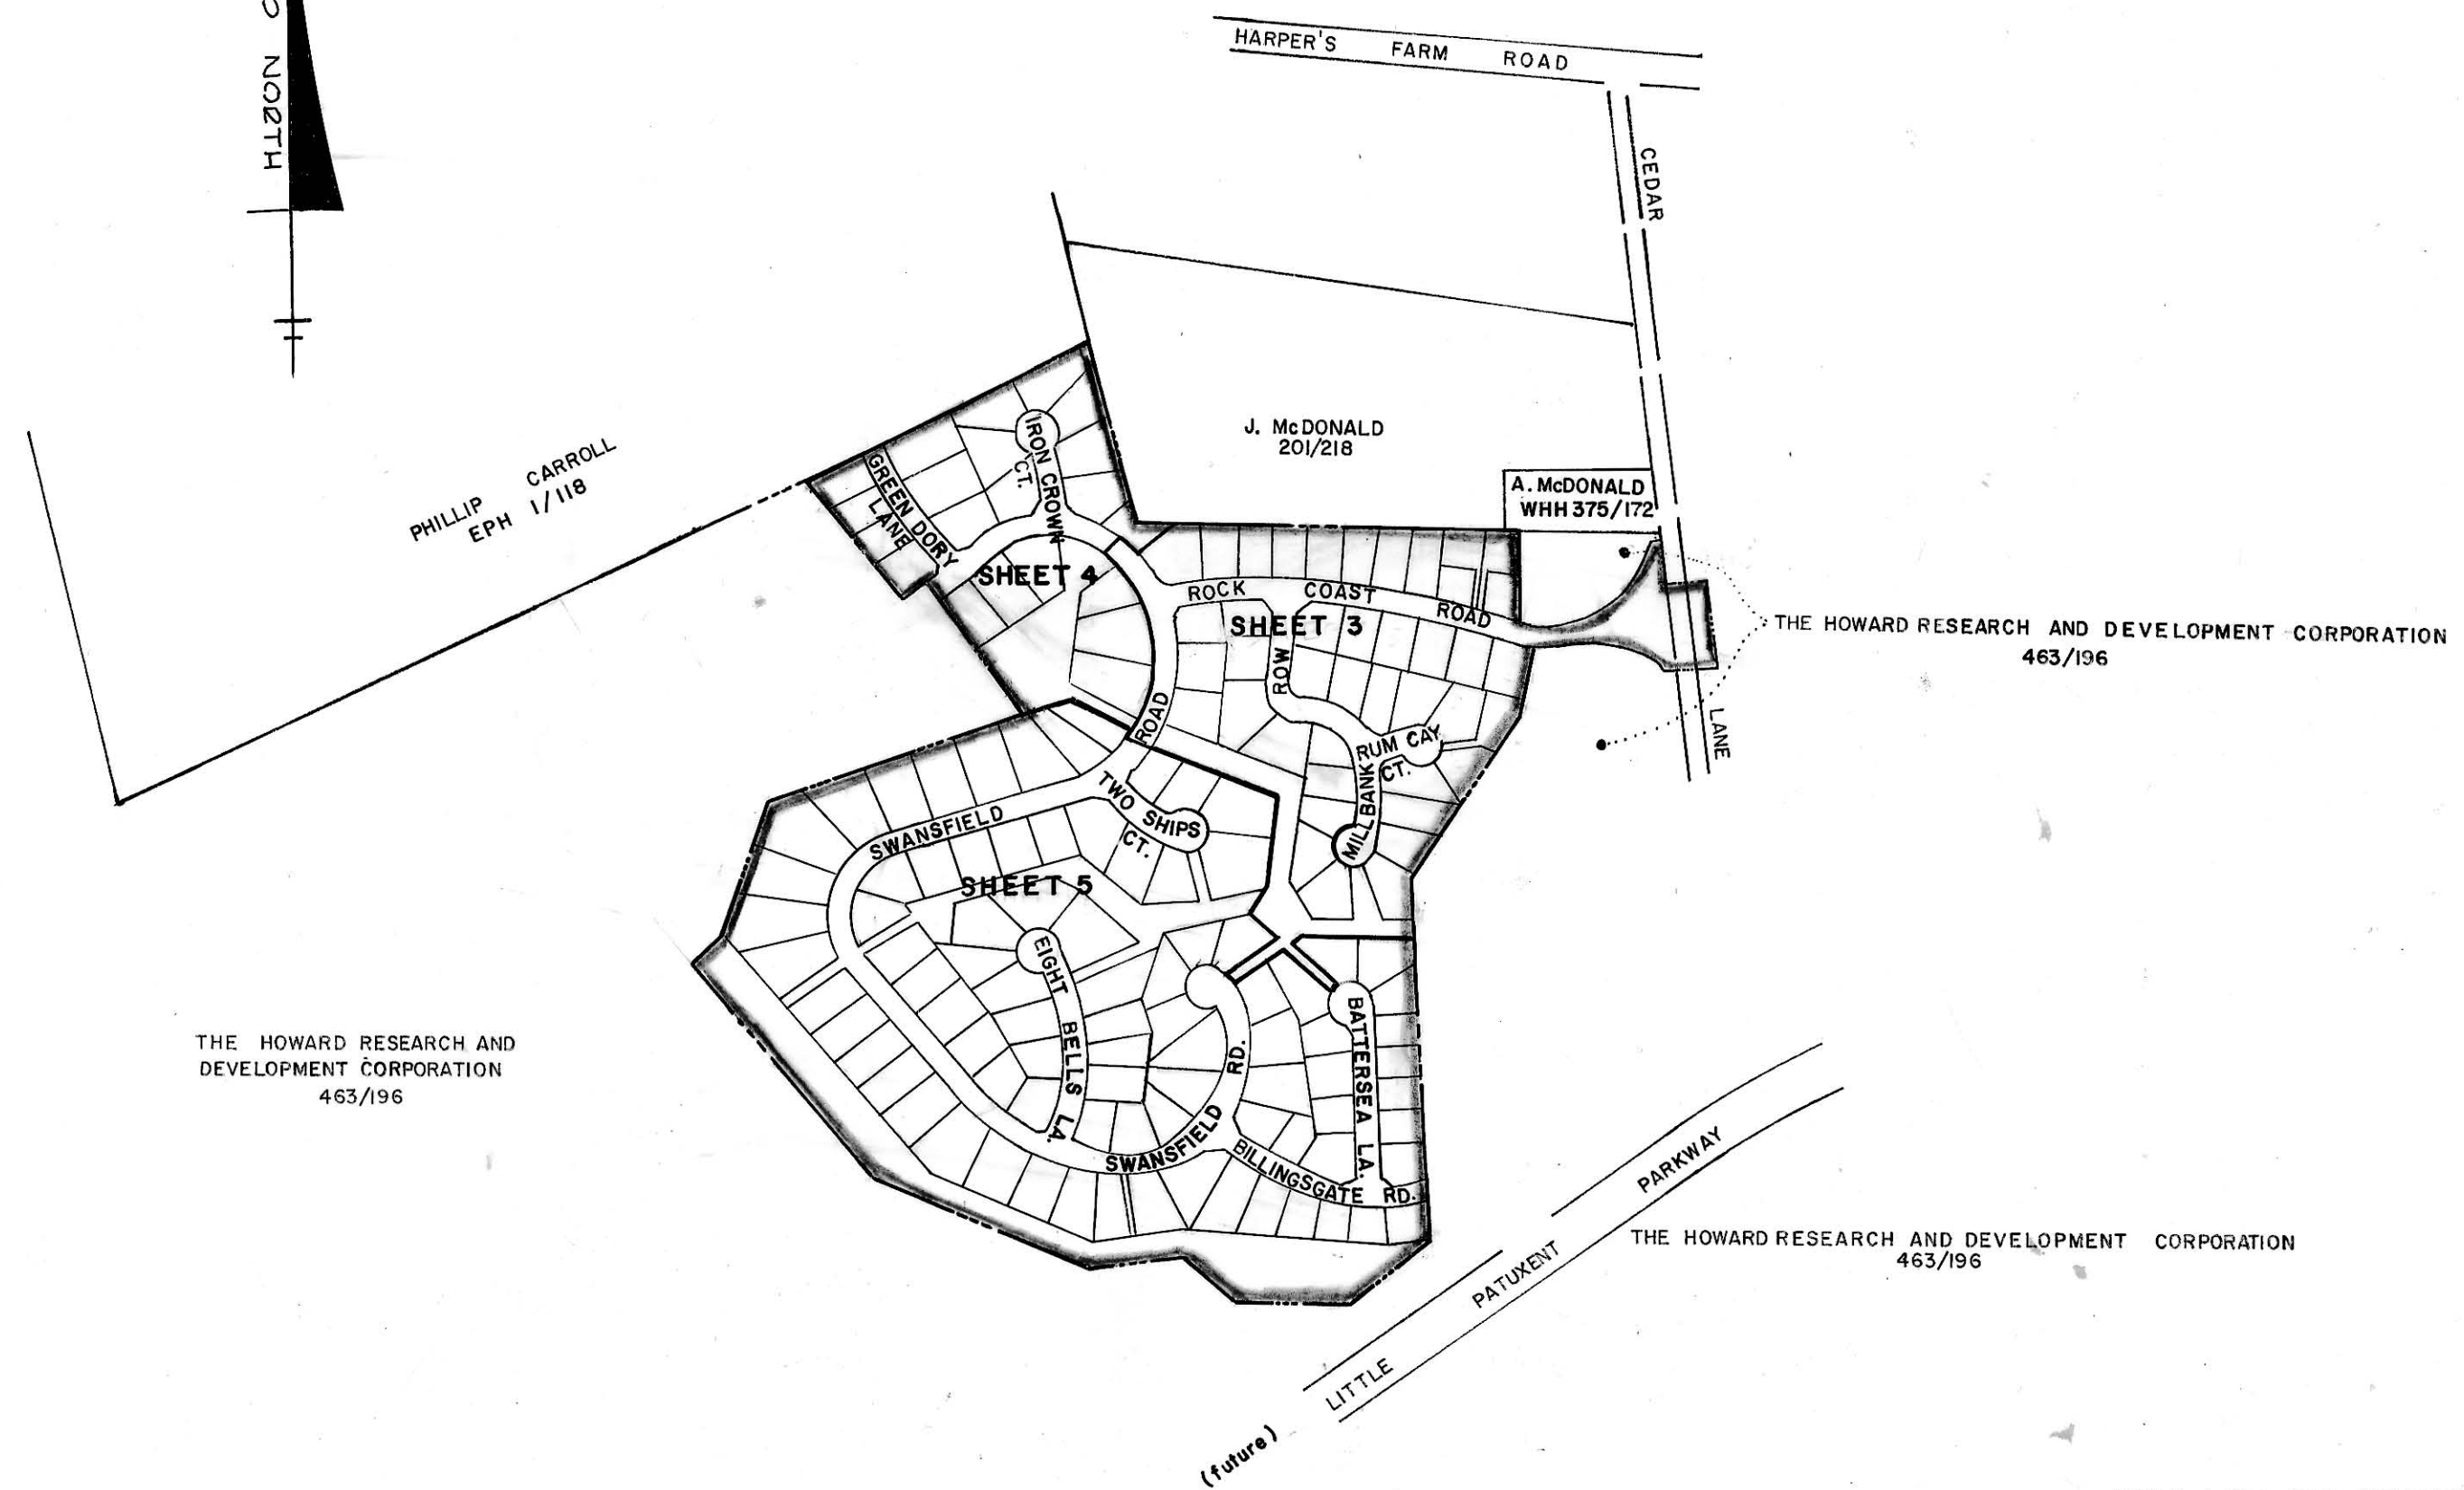 NORTH
HARPER'S FARM ROAD
CEDAR
LANE
PHILLIP CARROLL
EPH 1/118
J. McDONALD
201/218
A. McDONALD
WHH 375/172
IRON CROWN
CT.
GREEN DORY
LANE
SHEET 4
ROCK COAST ROAD
SHEET 3
ROW
THE HOWARD RESEARCH AND DEVELOPMENT CORPORATION
463/196
ROAD
RUM CAY
CT.
MILLBANK
TWO SHIPS
CT.
SWANSFIELD
SHEET 5
EIGHT BELLS LA.
BATTERSEA LA.
SWANSFIELD RD.
BILLINGSGATE RD.
THE HOWARD RESEARCH AND
DEVELOPMENT CORPORATION
463/196
THE HOWARD RESEARCH AND DEVELOPMENT CORPORATION
463/196
LITTLE PATUXENT PARKWAY
(future)